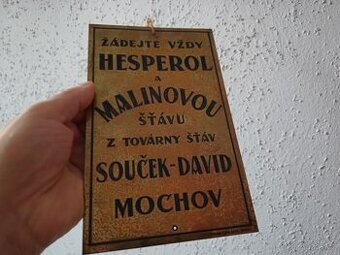 ŽÁDEJTE VŽDY
HESPEROL
A
MALINOVOU
ŠŤÁVU
Z TOVÁRNY ŠŤÁV
SOUČEK-DAVID
MOCHOV